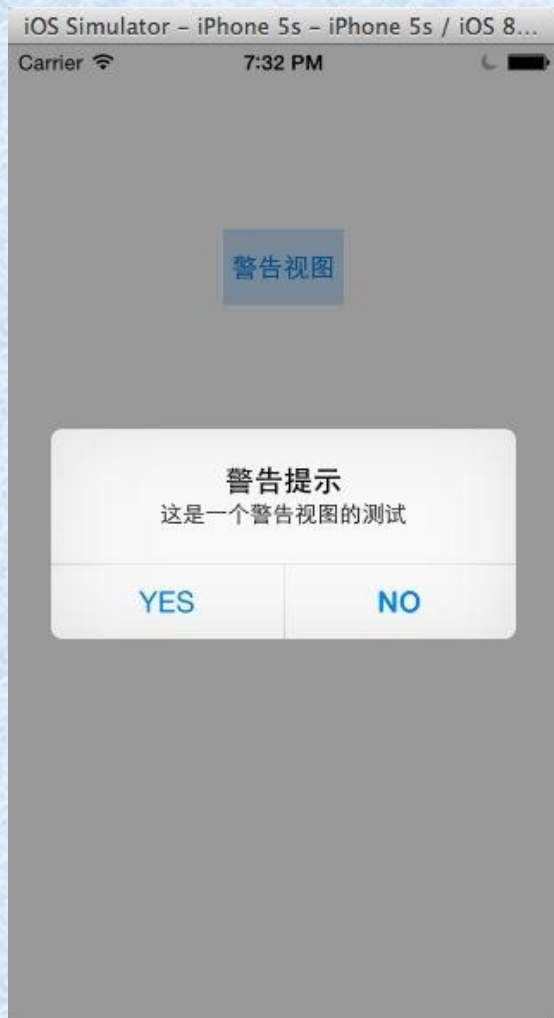 iOS Simulator – iPhone 5s – iPhone 5s / iOS 8...
Carrier 7:32 PM
警告视图
警告提示
这是一个警告视图的测试
YES NO